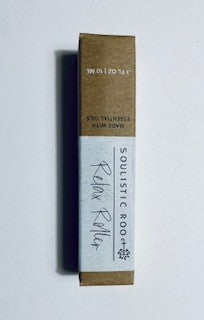 .3 FL OZ | 10 ML
MADE WITH
ESSENTIAL OILS
SOULISTIC ROOT
Relax Roller